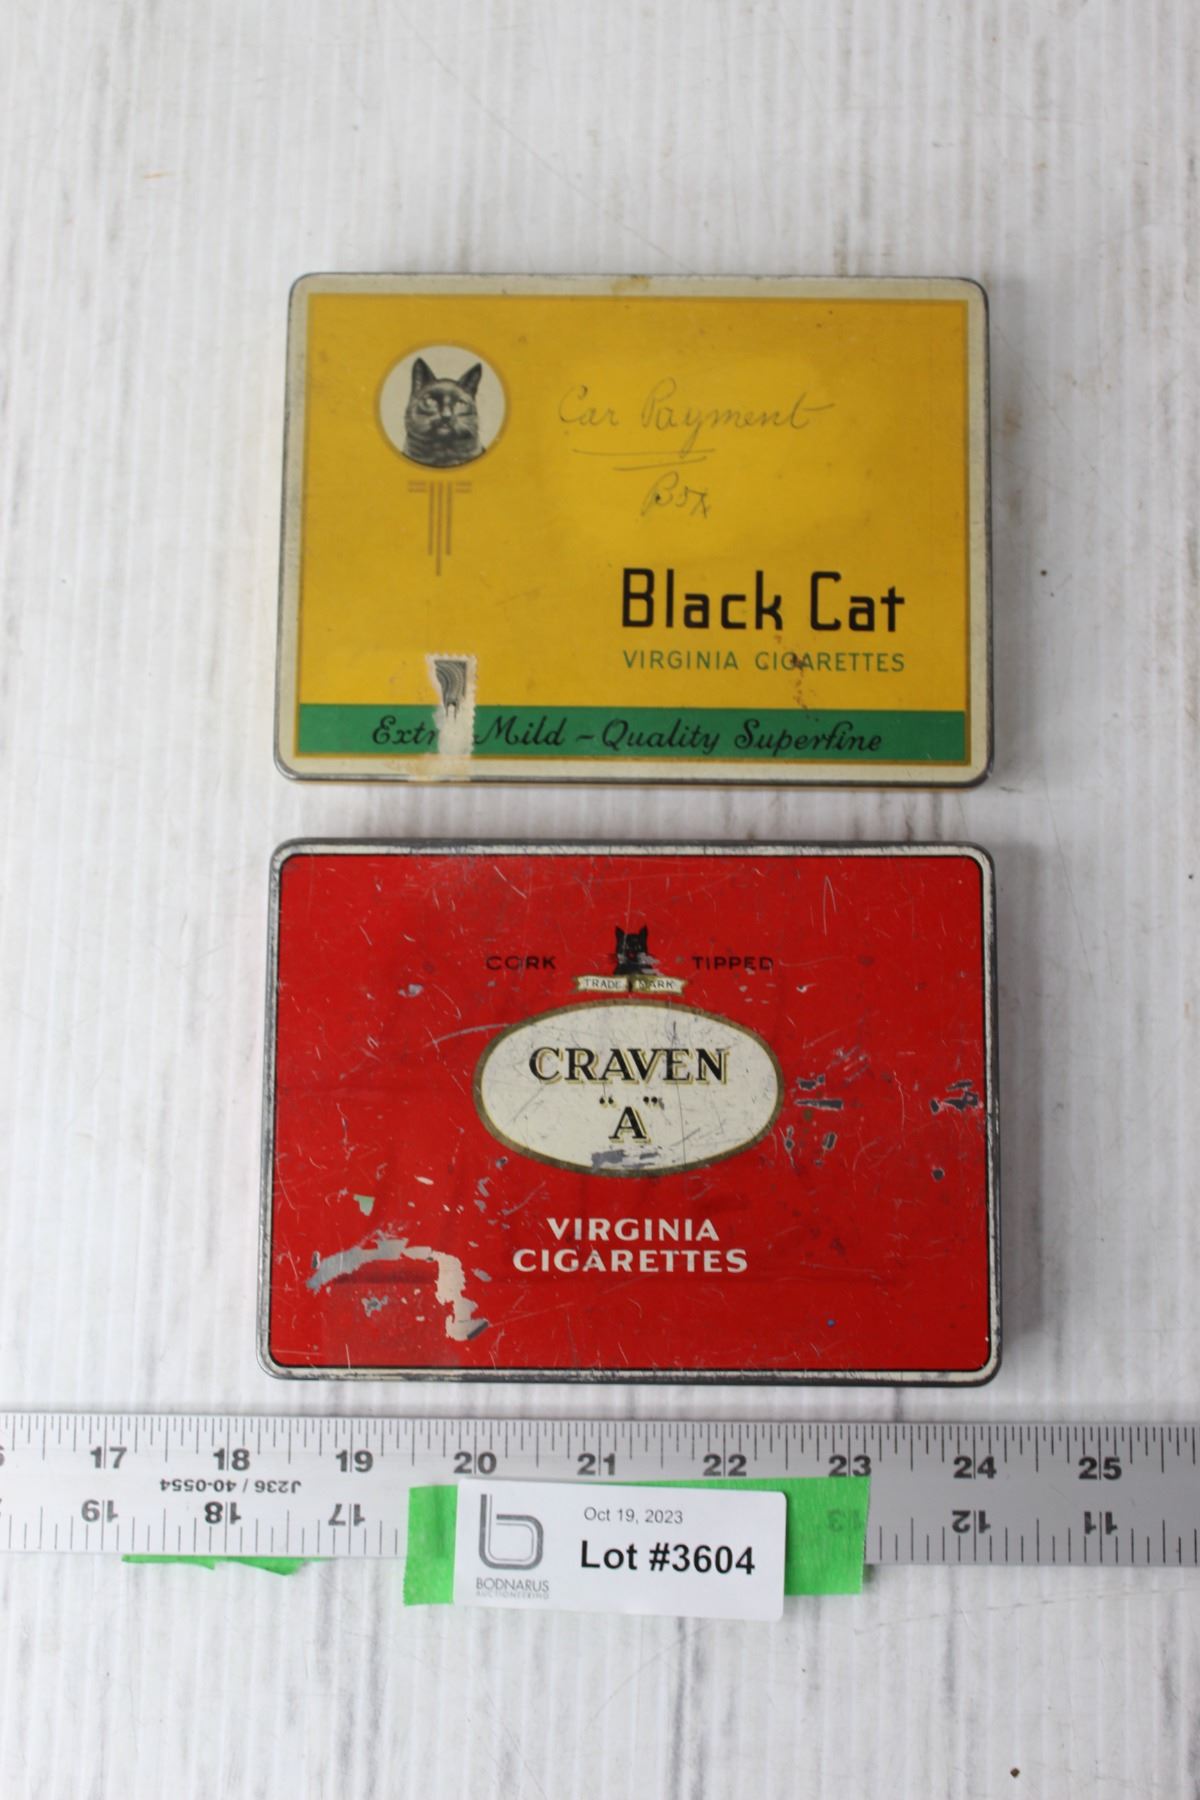 Car Payment
Box
Black Cat
VIRGINIA CIGARETTES
Extra Mild - Quality Superfine
CORK TIPPED
TRADE MARK
CRAVEN
"A"
VIRGINIA
CIGARETTES
17 18 19 20 21 22 23 24 25
J236 / 40-0554
19 18 17 13 12 11
Oct 19, 2023
Lot #3604
BODNARUS
AUCTIONEERING